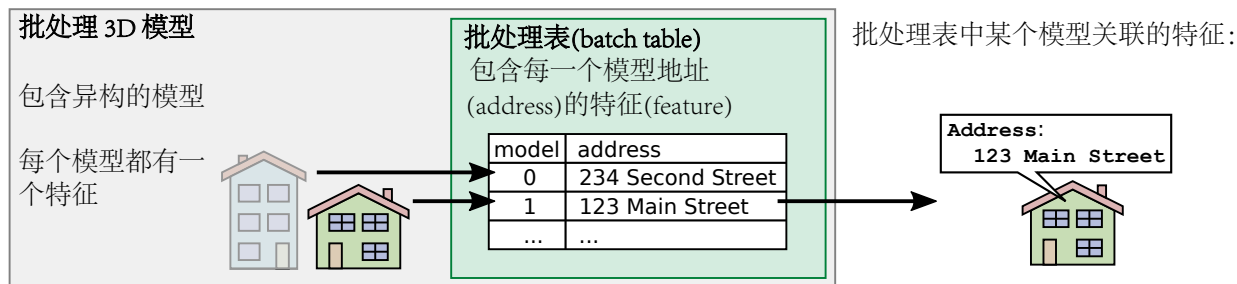 批处理 3D 模型
包含异构的模型
每个模型都有一
个特征
批处理表(batch table)
包含每一个模型地址
(address)的特征(feature)
model address
0 234 Second Street
1 123 Main Street
... ...
批处理表中某个模型关联的特征:
Address:
123 Main Street